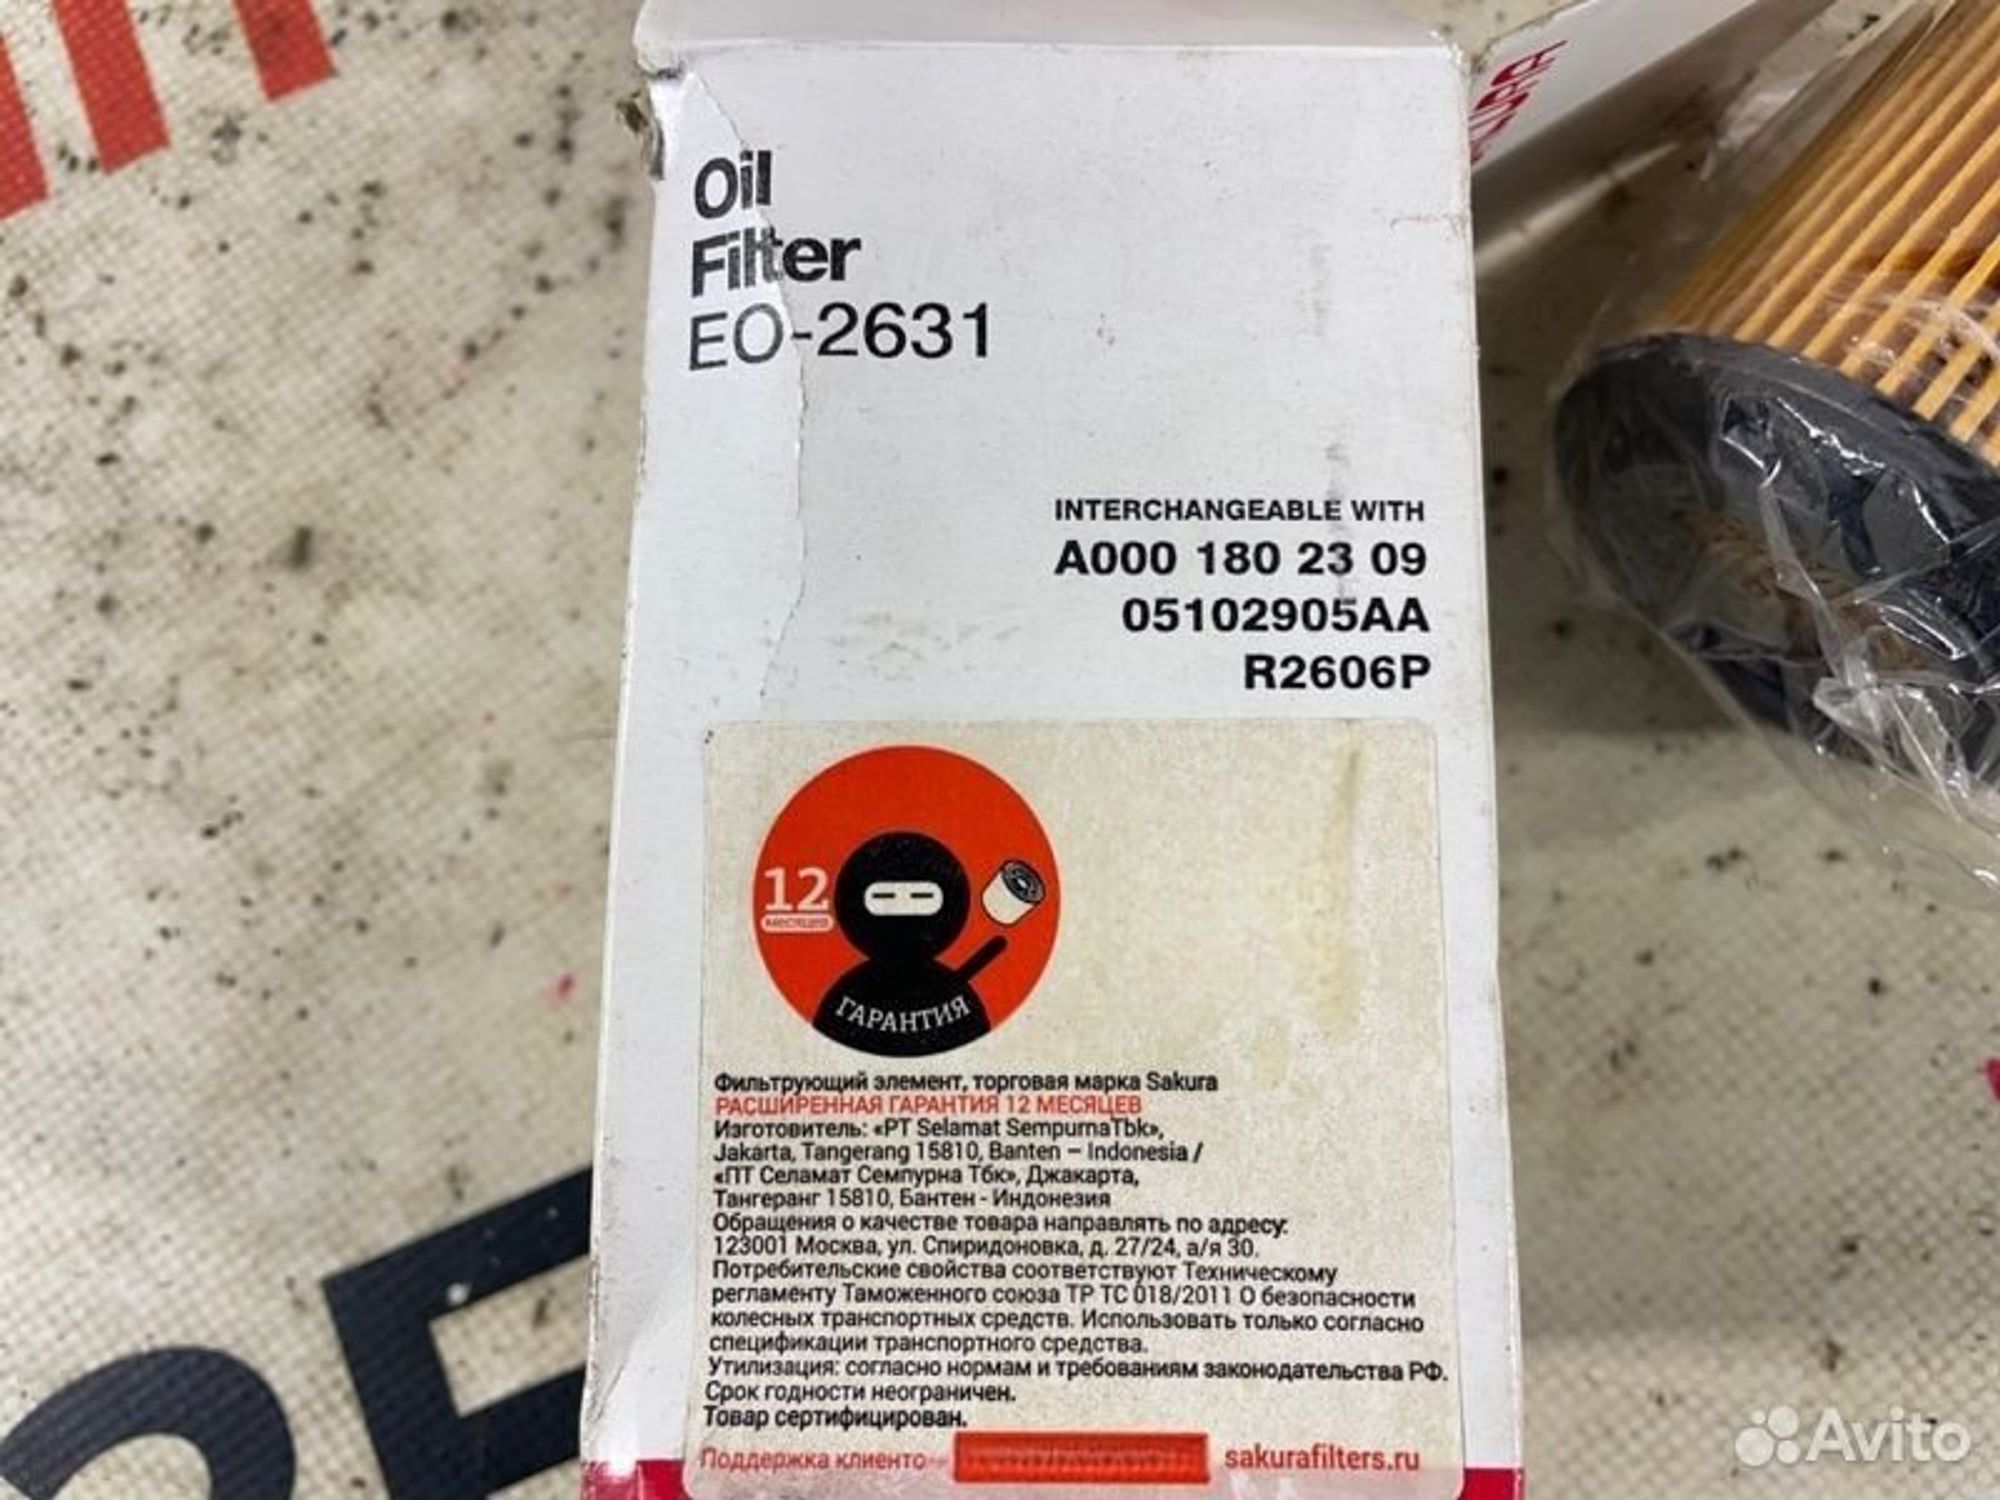 Oil
Filter
EO-2631
INTERCHANGEABLE WITH
A000 180 23 09
05102905AA
R2606P
12
месяцев
ГАРАНТИЯ
Фильтрующий элемент, торговая марка Sakura
РАСШИРЕННАЯ ГАРАНТИЯ 12 МЕСЯЦЕВ
Изготовитель: «PT Selamat SempurnaTbk»,
Jakarta, Tangerang 15810, Banten – Indonesia /
«ПТ Селамат Семпурна Тбк», Джакарта,
Тангеранг 15810, Бантен - Индонезия
Обращения о качестве товара направлять по адресу:
123001 Москва, ул. Спиридоновка, д. 27/24, а/я 30.
Потребительские свойства соответствуют Техническому
регламенту Таможенного союза ТР ТС 018/2011 О безопасности
колесных транспортных средств. Использовать только согласно
спецификации транспортного средства.
Утилизация: согласно нормам и требованиям законодательства РФ.
Срок годности неограничен.
Товар сертифицирован.
Поддержка клиенто
sakurafilters.ru
Avito